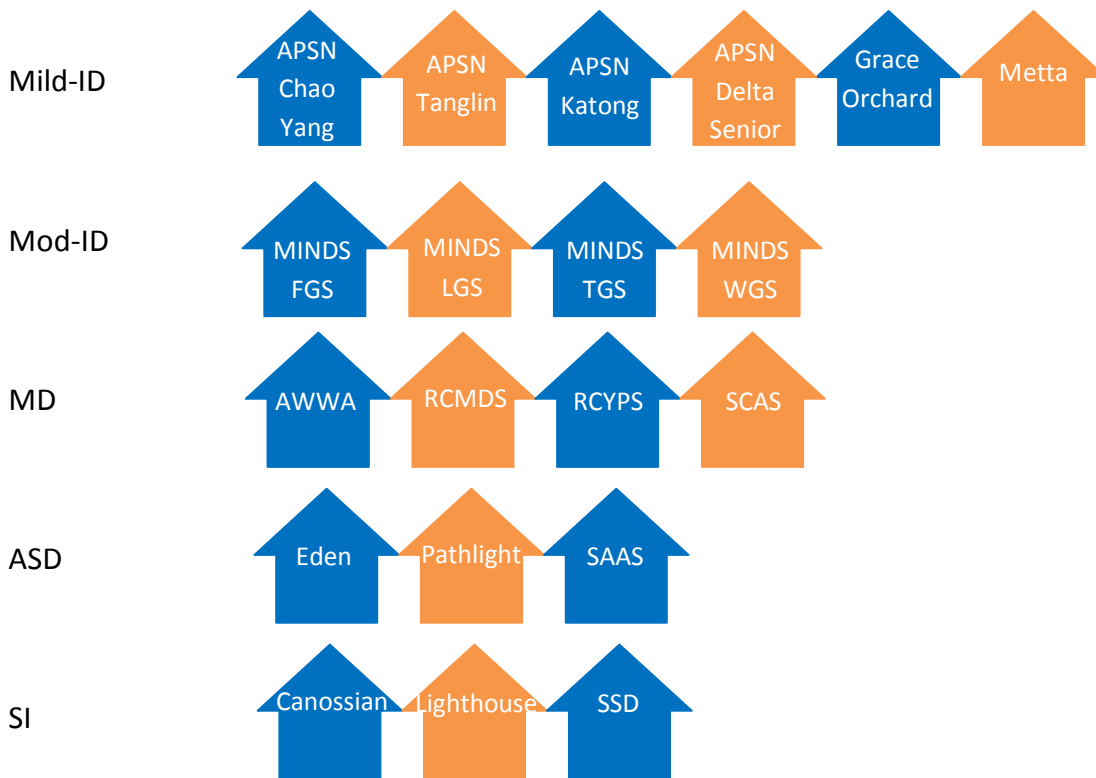 Mild-ID
APSN
Chao
Yang
APSN
Tanglin
APSN
Katong
APSN
Delta
Senior
Grace
Orchard
Metta
Mod-ID
MINDS
FGS
MINDS
LGS
MINDS
TGS
MINDS
WGS
MD
AWWA
RCMDS
RCYPS
SCAS
ASD
Eden
Pathlight
SAAS
SI
Canossian
Lighthouse
SSD